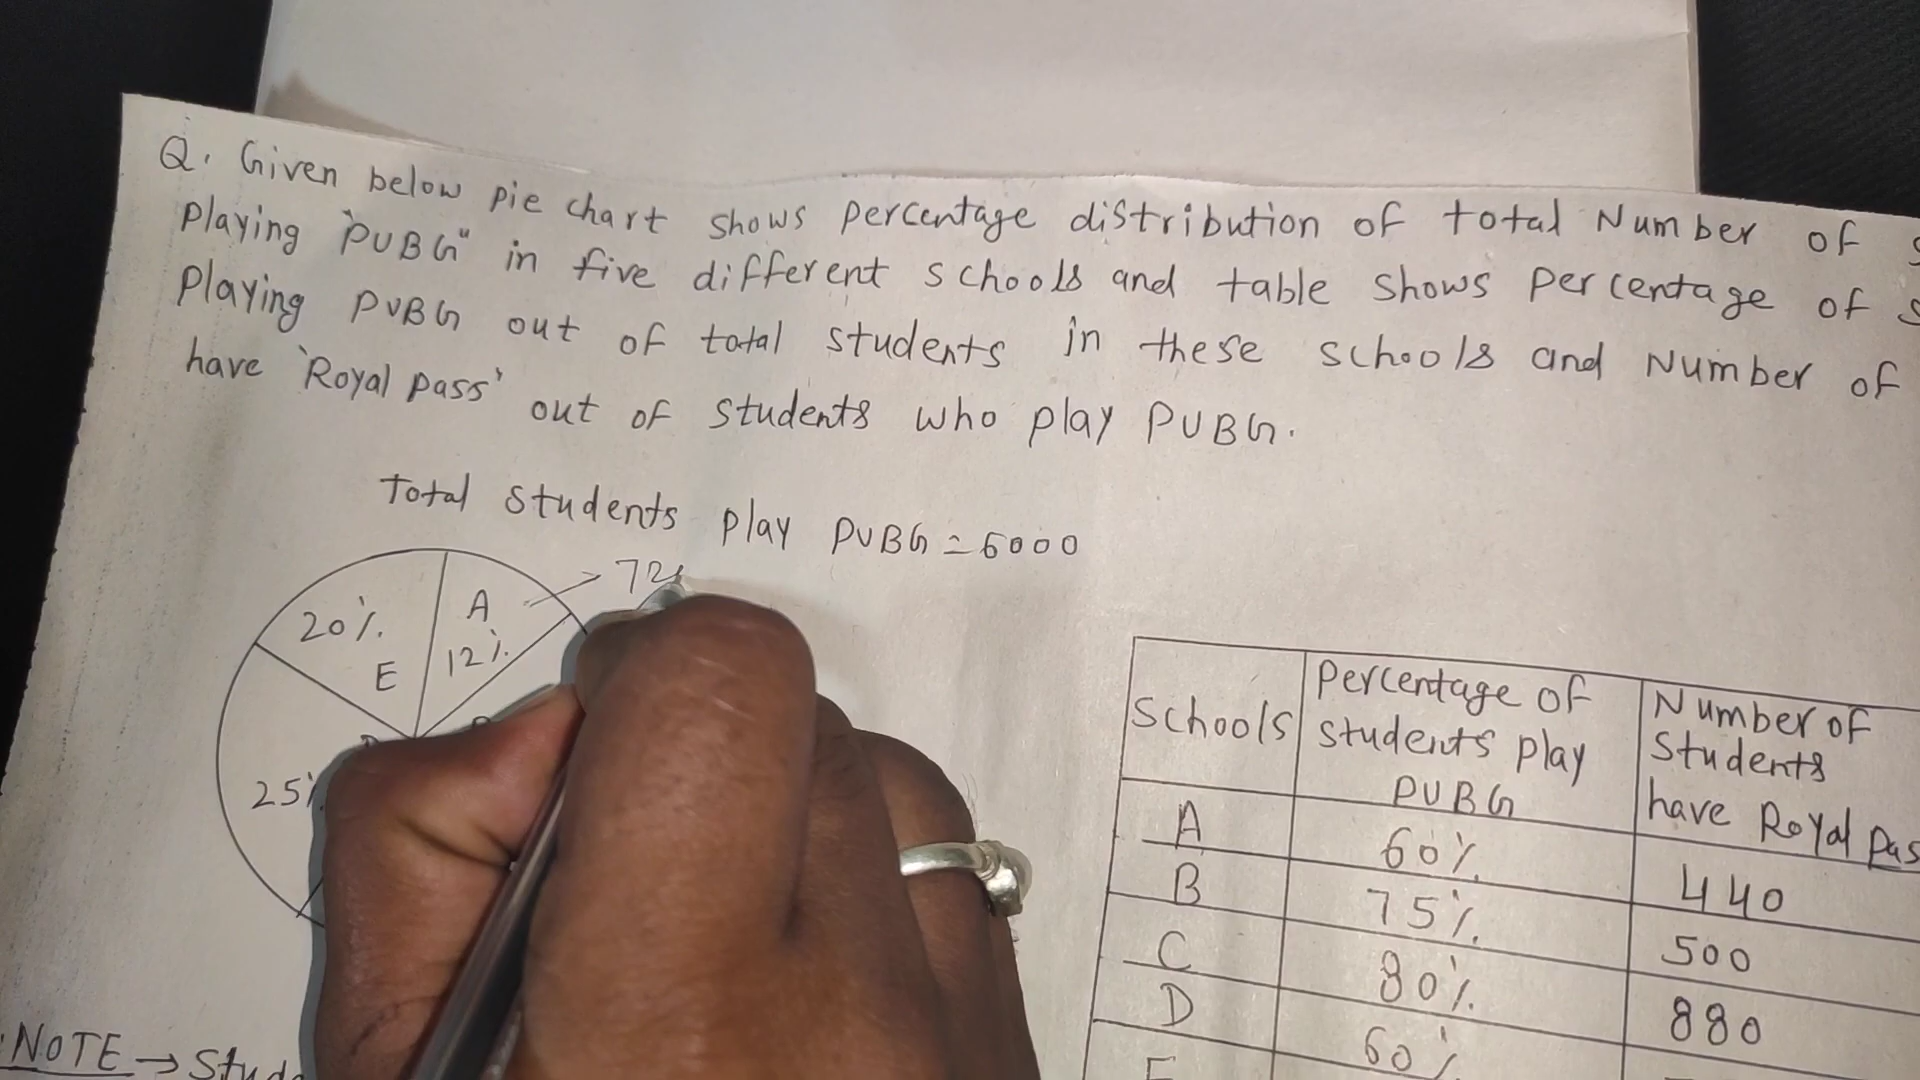 Q. Given below pie chart shows percentage distribution of total Number of
playing "PUBG" in five different schools and table shows percentage of
playing PUBG out of total students in these schools and Number of
have 'Royal pass' out of students who play PUBG.
Total students play PUBG = 6000
72
20%.
E
A
12%.
25%
Schools
Percentage of
students play
PUBG
Number of
students
have Royal pas
A
60%.
440
B
75%.
500
C
80%.
880
D
60%.
NOTE → Stude